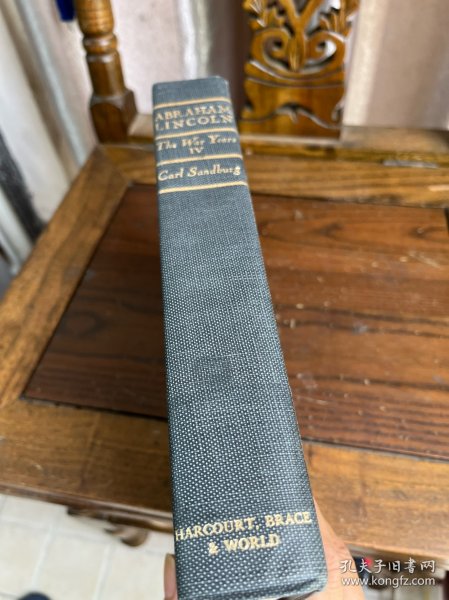 ABRAHAM
LINCOLN
The War Years
IV
Carl Sandburg
HARCOURT, BRACE
& WORLD
孔夫子旧书网
www.kongfz.com